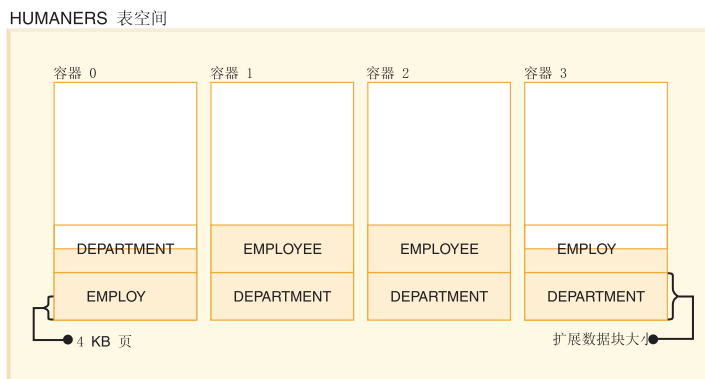 HUMANERS 表空间
容器 0 容器 1 容器 2 容器 3
DEPARTMENT EMPLOYEE EMPLOYEE EMPLOY
EMPLOY DEPARTMENT DEPARTMENT DEPARTMENT
4 KB 页 扩展数据块大小